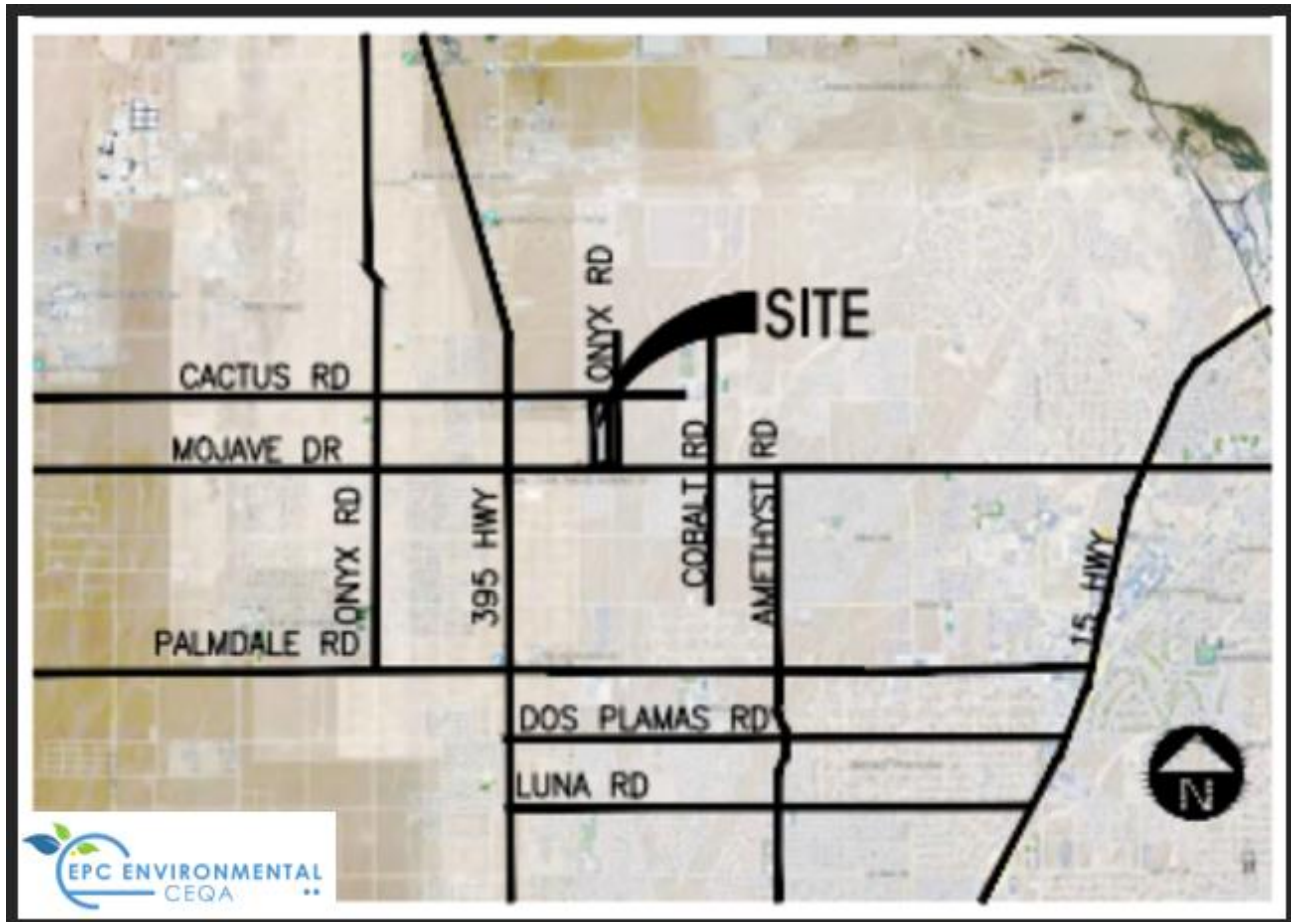 ONYX RD
SITE
CACTUS RD
MOJAVE DR
ONYX RD
395 HWY
COBALT RD
AMETHYST RD
15 HWY
PALMDALE RD
DOS PLAMAS RD
LUNA RD
N
EPC ENVIRONMENTAL
CEQA